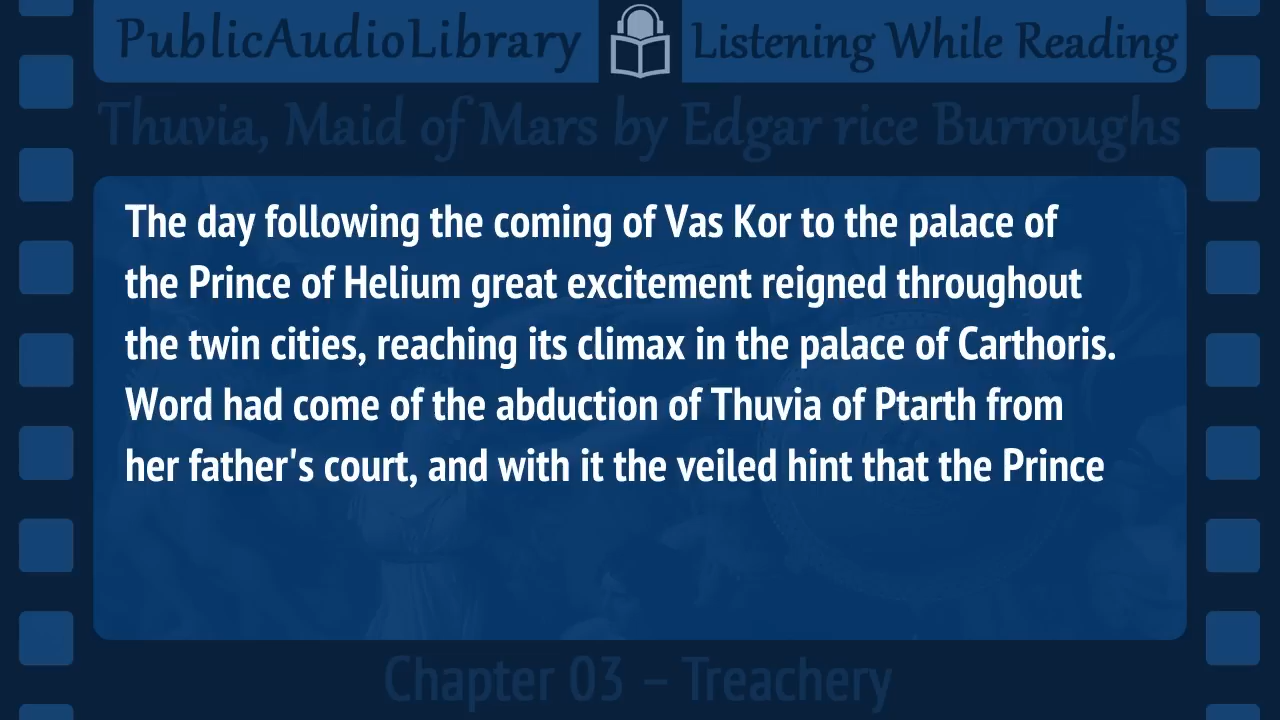 PublicAudioLibrary Listening While Reading
Thuvia, Maid of Mars by Edgar rice Burroughs
The day following the coming of Vas Kor to the palace of
the Prince of Helium great excitement reigned throughout
the twin cities, reaching its climax in the palace of Carthoris.
Word had come of the abduction of Thuvia of Ptarth from
her father's court, and with it the veiled hint that the Prince
Chapter 03 – Treachery